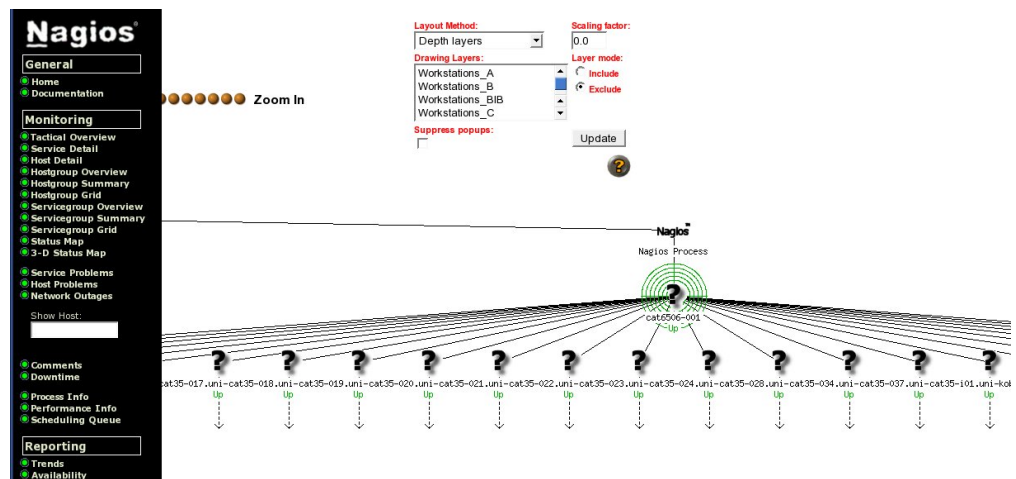 Nagios®
General
Home
Documentation
Monitoring
Tactical Overview
Service Detail
Host Detail
Hostgroup Overview
Hostgroup Summary
Hostgroup Grid
Servicegroup Overview
Servicegroup Summary
Servicegroup Grid
Status Map
3-D Status Map
Service Problems
Host Problems
Network Outages
Show Host:
Comments
Downtime
Process Info
Performance Info
Scheduling Queue
Reporting
Trends
Availability
Zoom In
Layout Method:
Depth layers
Scaling factor:
0.0
Drawing Layers:
Workstations_A
Workstations_B
Workstations_BIB
Workstations_C
Layer mode:
Include
Exclude
Suppress popups:
Update
?
Nagios
Nagios Process
?
cat6506-001
Up
? ? ? ? ? ? ? ? ? ? ? ?
cat35-017.uni-cat35-018.uni-cat35-019.uni-cat35-020.uni-cat35-021.uni-cat35-022.uni-cat35-023.uni-cat35-024.uni-cat35-028.uni-cat35-034.uni-cat35-037.uni-cat35-i01.uni-kob
Up Up Up Up Up Up Up Up Up Up Up Up